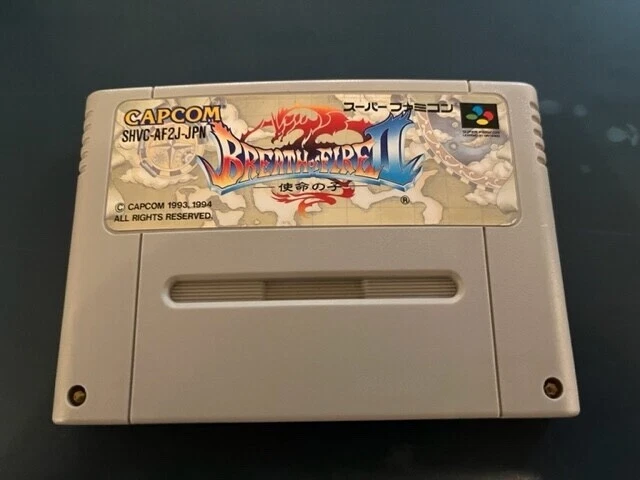 CAPCOM
SHVC-AF2J-JPN
スーパーファミコン
BREATH OF FIRE II
使命の子
®
© CAPCOM 1993, 1994
ALL RIGHTS RESERVED.